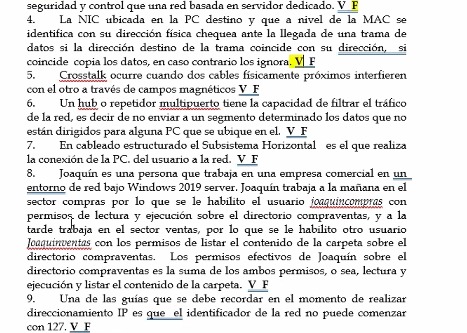 seguridad y control que una red basada en servidor dedicado. V F
4. La NIC ubicada en la PC destino y que a nivel de la MAC se
identifica con su dirección física chequea ante la llegada de una trama de
datos si la dirección destino de la trama coincide con su dirección, si
coincide copia los datos, en caso contrario los ignora. V F
5. Crosstalk ocurre cuando dos cables físicamente próximos interfieren
con el otro a través de campos magnéticos V F
6. Un hub o repetidor multipuerto tiene la capacidad de filtrar el tráfico
de la red, es decir de no enviar a un segmento determinado los datos que no
están dirigidos para alguna PC que se ubique en el. V F
7. En cableado estructurado el Subsistema Horizontal es el que realiza
la conexión de la PC. del usuario a la red. V F
8. Joaquín es una persona que trabaja en una empresa comercial en un
entorno de red bajo Windows 2019 server. Joaquín trabaja a la mañana en el
sector compras por lo que se le habilito el usuario joaquincompras con
permisos de lectura y ejecución sobre el directorio compraventas, y a la
tarde trabaja en el sector ventas, por lo que se le habilito otro usuario
Joaquinventas con los permisos de listar el contenido de la carpeta sobre el
directorio compraventas. Los permisos efectivos de Joaquín sobre el
directorio compraventas es la suma de los ambos permisos, o sea, lectura y
ejecución y listar el contenido de la carpeta. V F
9. Una de las guías que se debe recordar en el momento de realizar
direccionamiento IP es que el identificador de la red no puede comenzar
con 127. V F